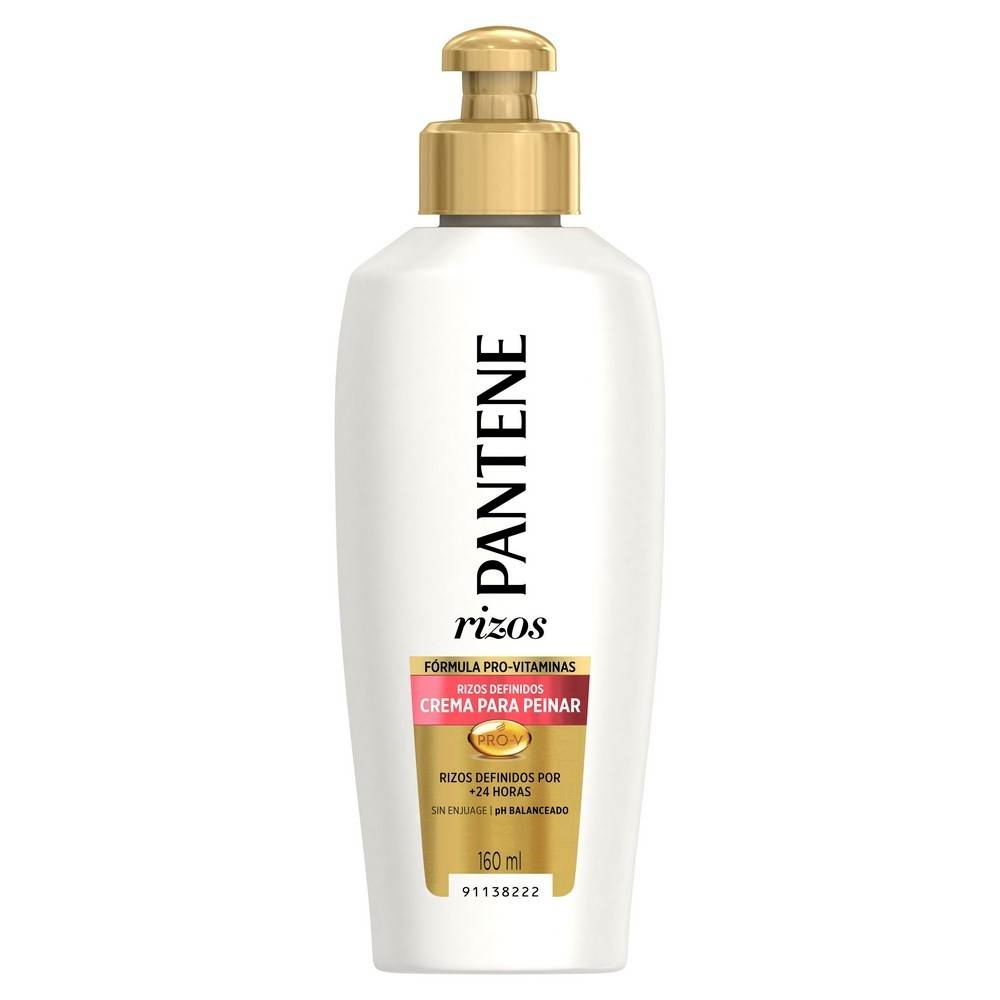 PANTENE
rizos
FÓRMULA PRO-VITAMINAS
RIZOS DEFINIDOS
CREMA PARA PEINAR
PRO-V
RIZOS DEFINIDOS POR
+24 HORAS
SIN ENJUAGE | pH BALANCEADO
160 ml
91138222